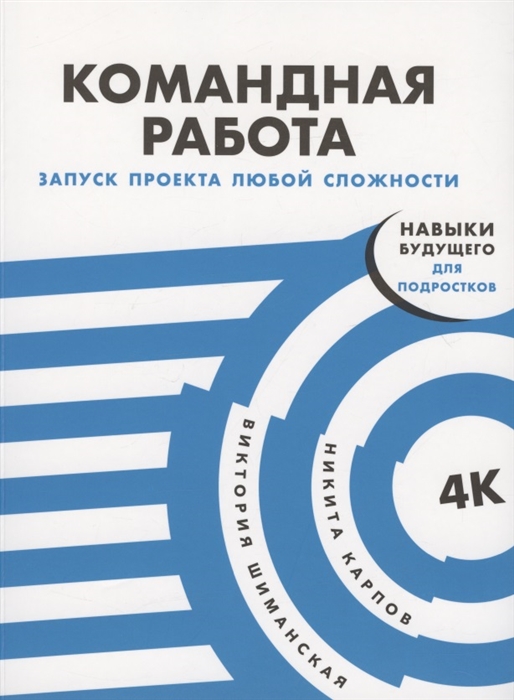 КОМАНДНАЯ
РАБОТА
ЗАПУСК ПРОЕКТА ЛЮБОЙ СЛОЖНОСТИ
НАВЫКИ
БУДУЩЕГО
ДЛЯ
ПОДРОСТКОВ
4К
НИКИТА КАРПОВ
ВИКТОРИЯ ШИМАНСКАЯ